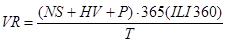 VR = (NS + HV + P) · 365(ILI 360) / T